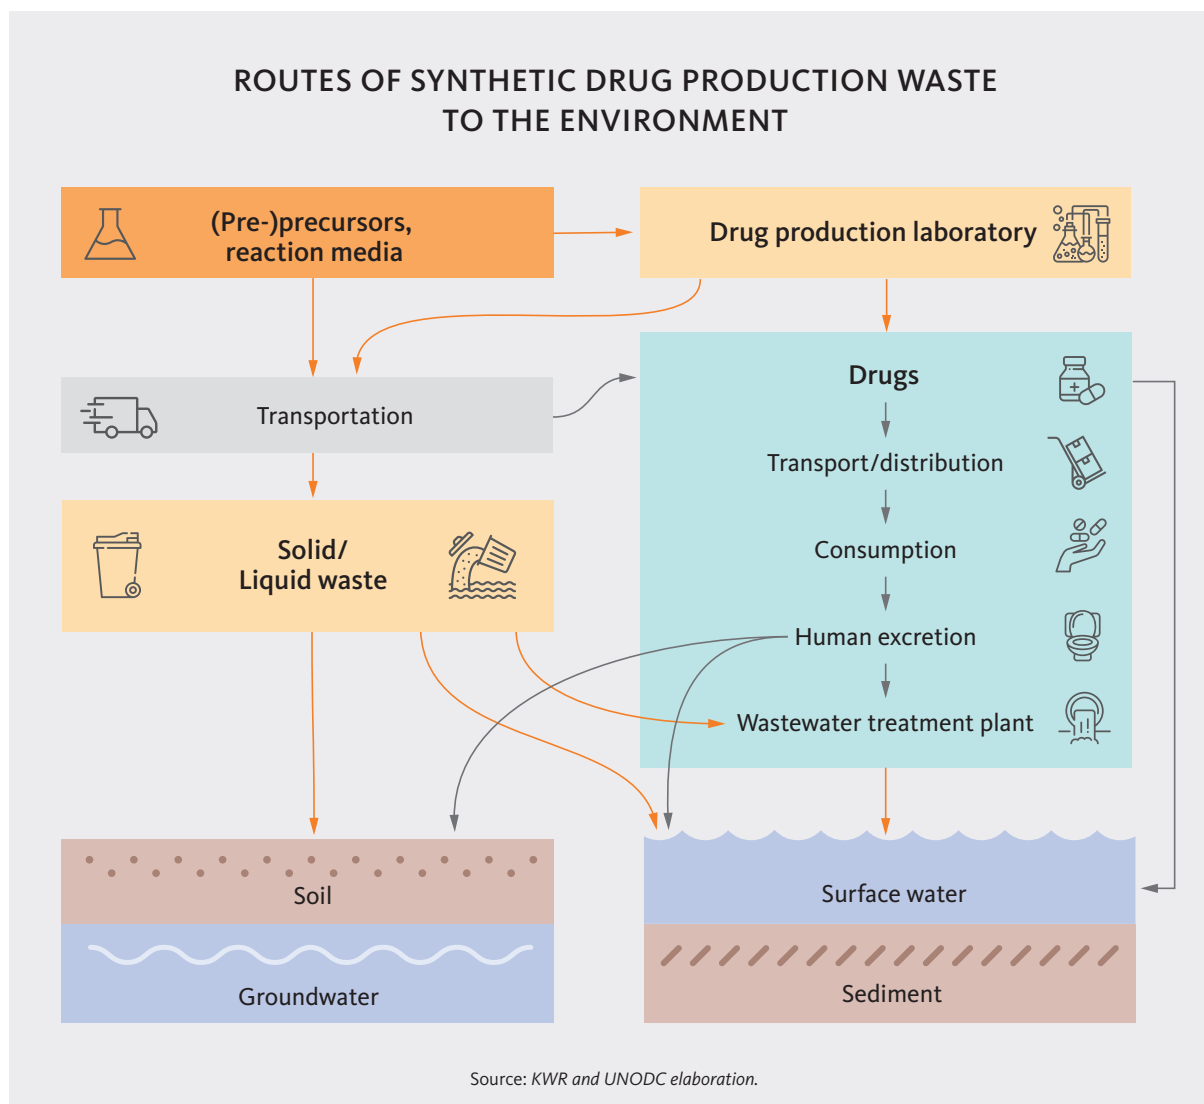 ROUTES OF SYNTHETIC DRUG PRODUCTION WASTE
TO THE ENVIRONMENT
(Pre-)precursors,
reaction media
Drug production laboratory
Transportation
Drugs
Transport/distribution
Consumption
Human excretion
Wastewater treatment plant
Solid/
Liquid waste
Soil
Groundwater
Surface water
Sediment
Source: KWR and UNODC elaboration.